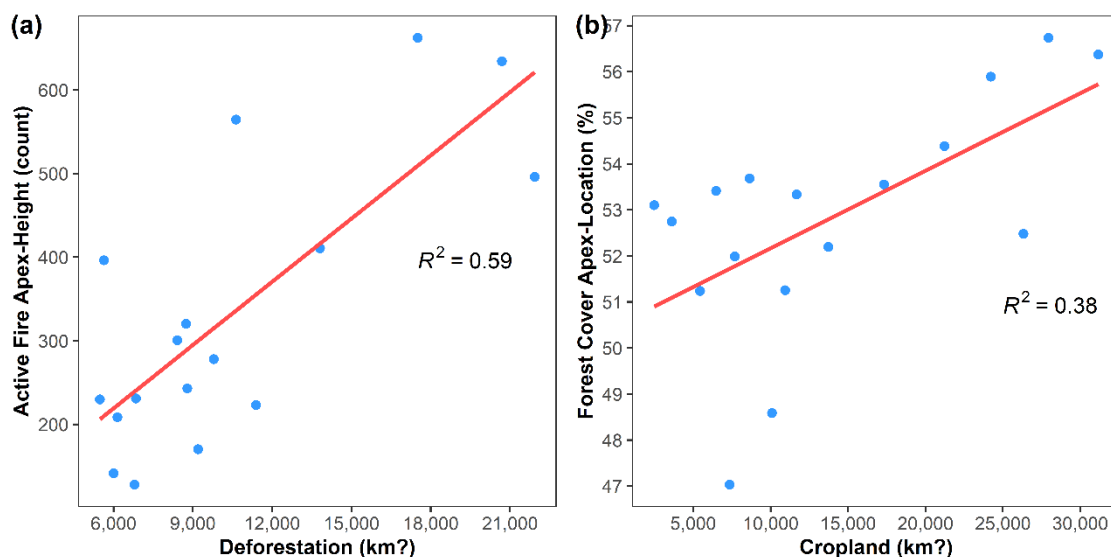 (a)
Active Fire Apex-Height (count)
600
500
400
300
200
R² = 0.59
6,000 9,000 12,000 15,000 18,000 21,000
Deforestation (km?)
(b)
Forest Cover Apex-Location (%)
57
56
55
54
53
52
51
50
49
48
47
R² = 0.38
5,000 10,000 15,000 20,000 25,000 30,000
Cropland (km?)